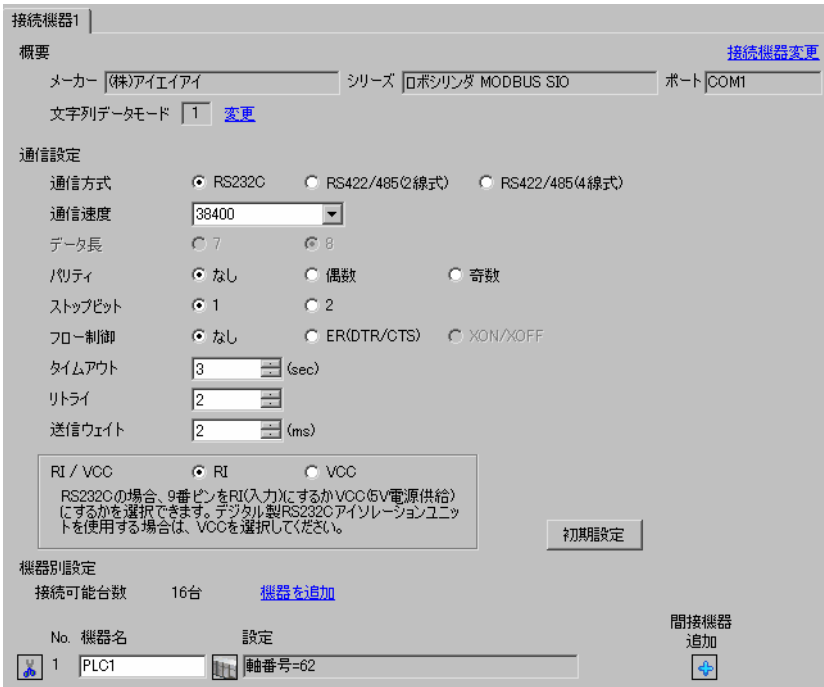 接続機器1
概要 接続機器変更
メーカー (株)アイエイアイ シリーズ ロボシリンダ MODBUS SIO ポート COM1
文字列データモード 1 変更
通信設定
通信方式 RS232C RS422/485(2線式) RS422/485(4線式)
通信速度 38400
データ長 7 8
パリティ なし 偶数 奇数
ストップビット 1 2
フロー制御 なし ER(DTR/CTS) XON/XOFF
タイムアウト 3 (sec)
リトライ 2
送信ウェイト 2 (ms)
RI / VCC RI VCC
RS232Cの場合、9番ピンをRI(入力)にするかVCC(5V電源供給)
にするかを選択できます。デジタル製RS232Cアイソレーションユニッ
トを使用する場合は、VCCを選択してください。
初期設定
機器別設定
接続可能台数 16台 機器を追加
間接機器
追加
No. 機器名 設定
1 PLC1 軸番号=62